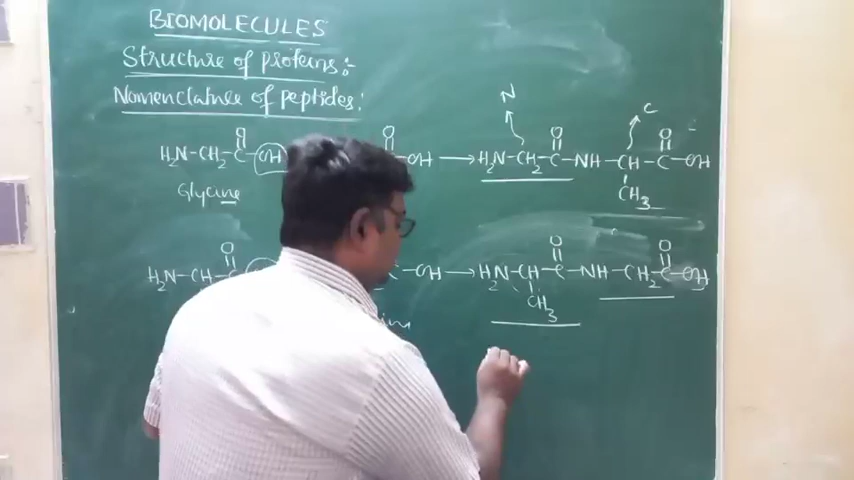 BIOMOLECULES
Structure of proteins:-
Nomenclature of peptides:
N C
O O O O
H2N-CH2-C-OH OH → H2N-CH2-C-NH-CH-C-OH
Glycine CH3
O O O
H2N-CH-C -OH → H2N-CH-C-NH-CH2-C-OH
CH3